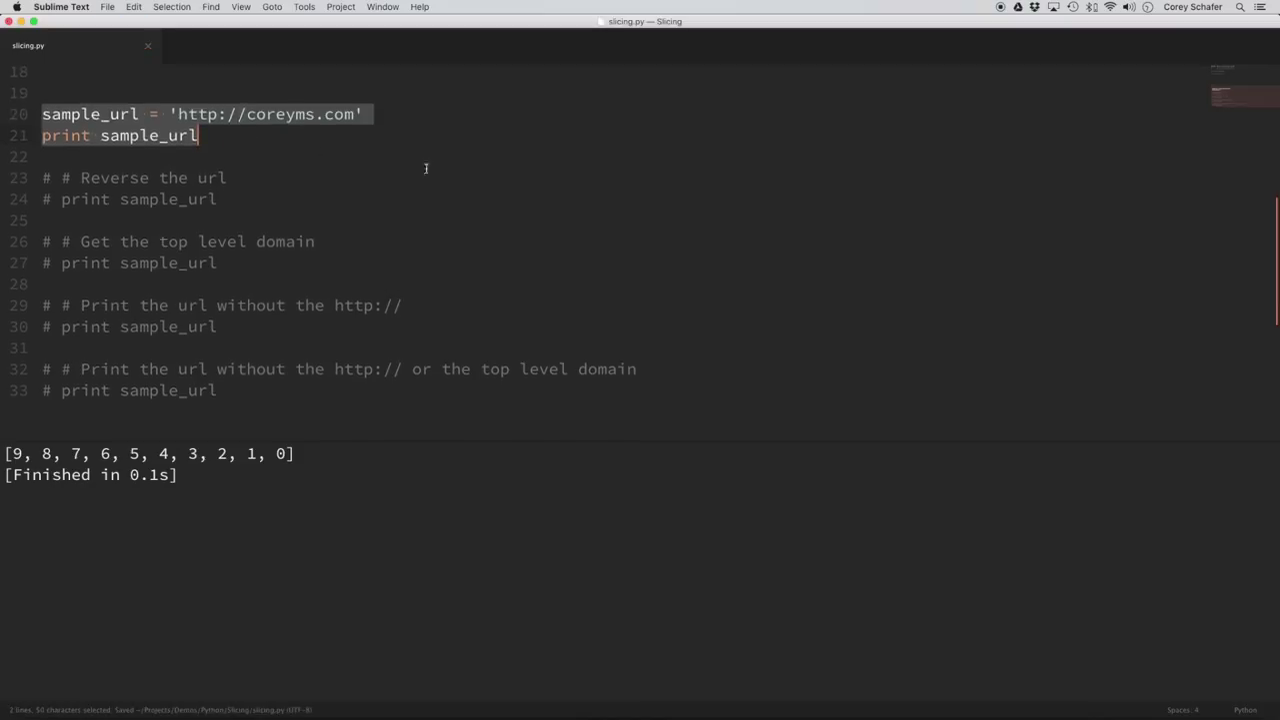 Sublime Text File Edit Selection Find View Goto Tools Project Window Help Corey Schafer
slicing.py — Slicing
slicing.py
18
19
20 sample_url = 'http://coreyms.com'
21 print sample_url
22
23 # # Reverse the url
24 # print sample_url
25
26 # # Get the top level domain
27 # print sample_url
28
29 # # Print the url without the http://
30 # print sample_url
31
32 # # Print the url without the http:// or the top level domain
33 # print sample_url
[9, 8, 7, 6, 5, 4, 3, 2, 1, 0]
[Finished in 0.1s]
2 lines, 50 characters selected. Saved ~/Projects/Demos/Python/Slicing/slicing.py (UTF-8) Spaces: 4 Python